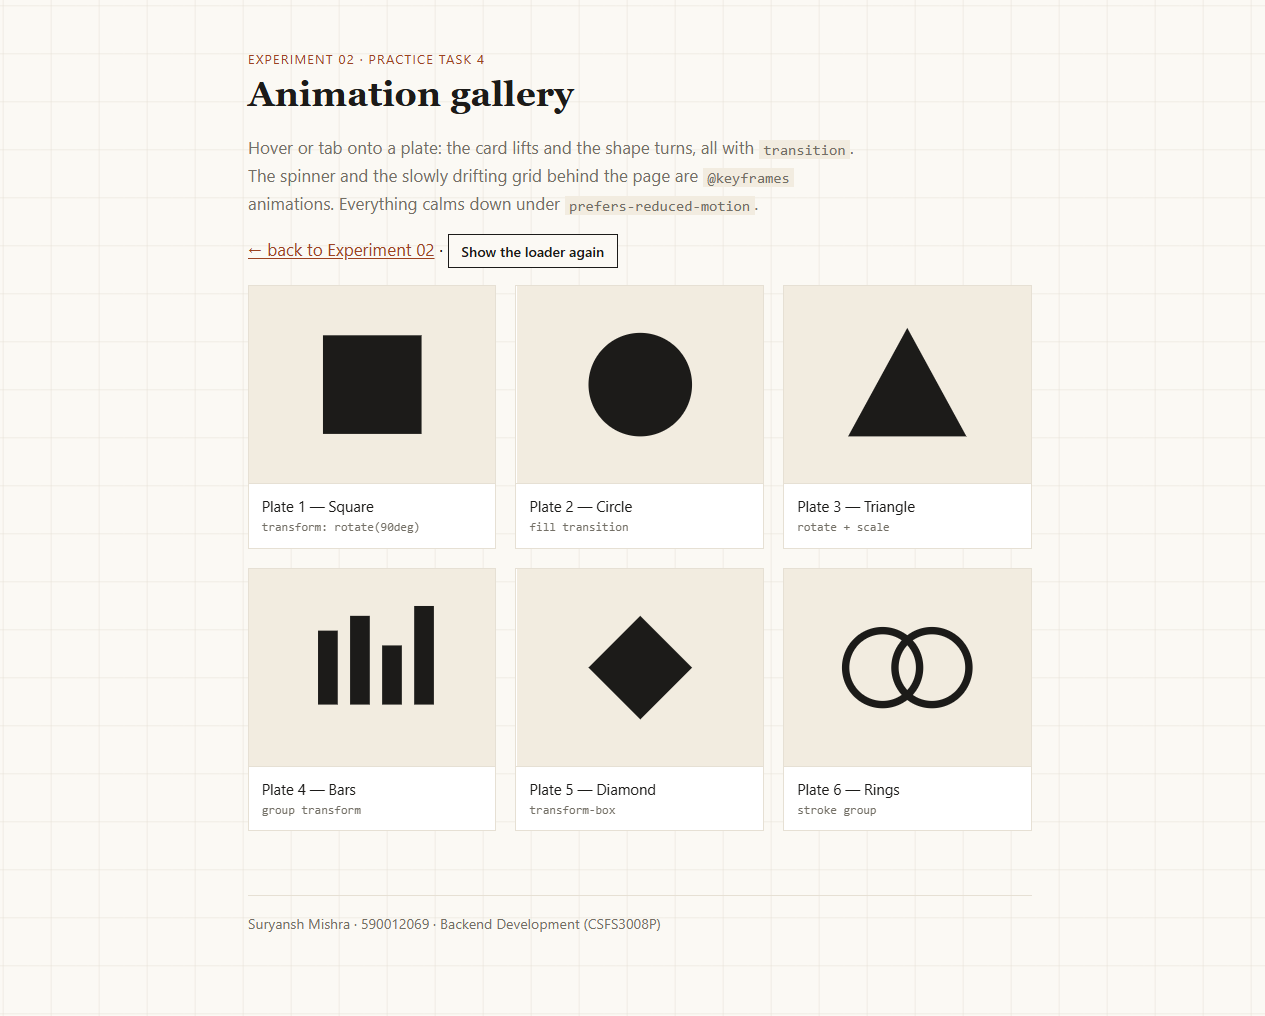 EXPERIMENT 02 · PRACTICE TASK 4
Animation gallery
Hover or tab onto a plate: the card lifts and the shape turns, all with transition.
The spinner and the slowly drifting grid behind the page are @keyframes
animations. Everything calms down under prefers-reduced-motion.
← back to Experiment 02 · Show the loader again
Plate 1 — Square
transform: rotate(90deg)
Plate 2 — Circle
fill transition
Plate 3 — Triangle
rotate + scale
Plate 4 — Bars
group transform
Plate 5 — Diamond
transform-box
Plate 6 — Rings
stroke group
Suryansh Mishra · 590012069 · Backend Development (CSFS3008P)